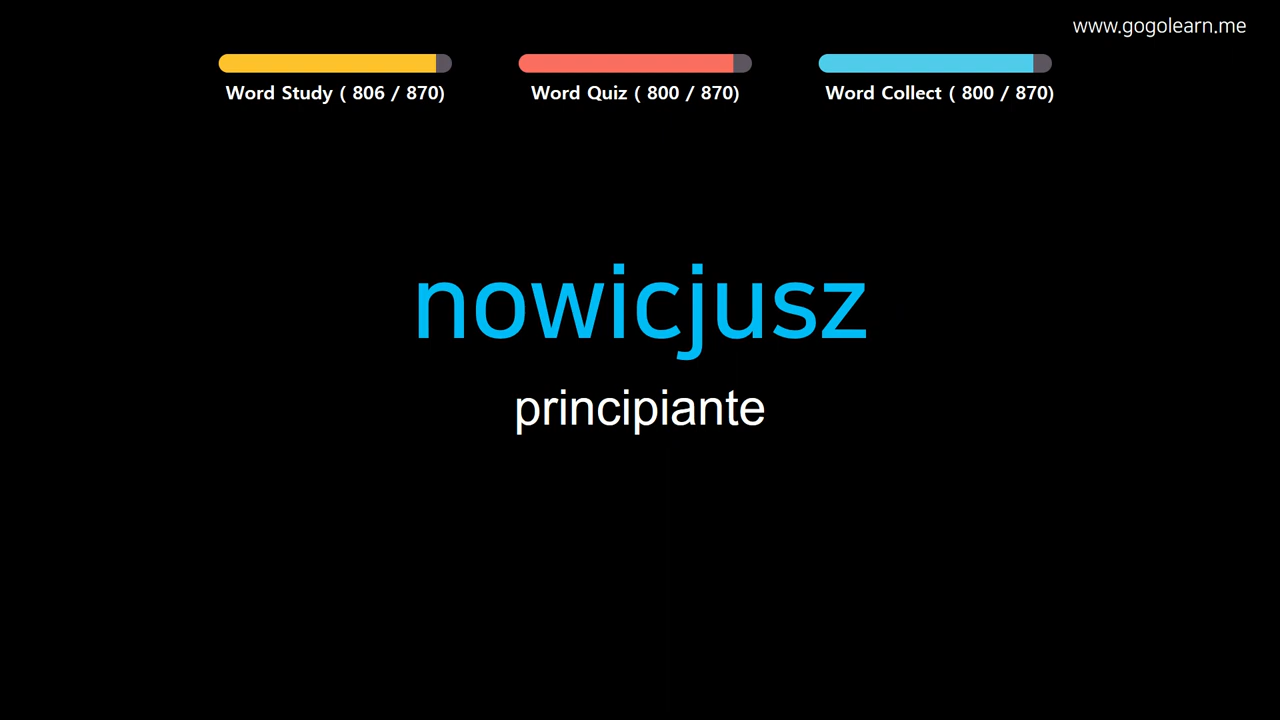 www.gogolearn.me
Word Study ( 806 / 870)
Word Quiz ( 800 / 870)
Word Collect ( 800 / 870)
nowicjusz
principiante